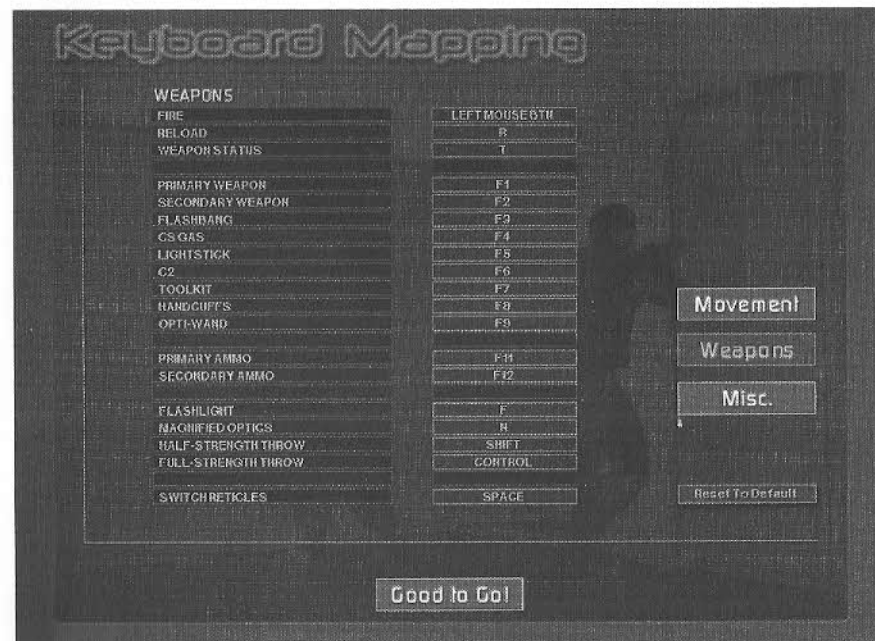 Keyboard Mapping
WEAPONS
FIRE LEFT MOUSE BTN
RELOAD R
WEAPON STATUS T
PRIMARY WEAPON F1
SECONDARY WEAPON F2
FLASHBANG F3
CS GAS F4
LIGHTSTICK F5
C2 F6
TOOLKIT F7
HANDCUFFS F8
OPTI-WAND F9
Movement
Weapons
PRIMARY AMMO F11
SECONDARY AMMO F12
Misc.
FLASHLIGHT F
MAGNIFIED OPTICS N
HALF-STRENGTH THROW SHIFT
FULL-STRENGTH THROW CONTROL
SWITCH RETICLES SPACE
Reset To Default
Good to Go!